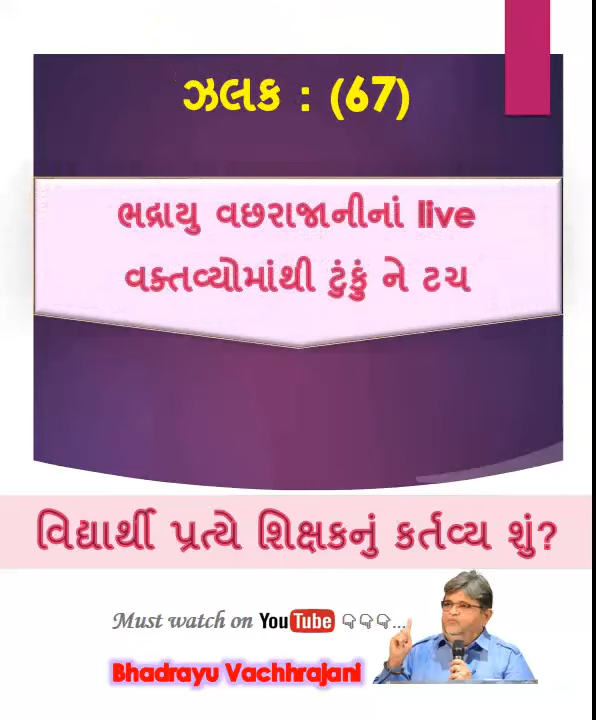 ઝલક : (67)
ભદ્રાયુ વછરાજાનીનાં live
વક્તવ્યોમાંથી ટુંકું ને ટચ
વિદ્યાર્થી પ્રત્યે શિક્ષકનું કર્તવ્ય શું?
Must watch on YouTube 👇👇👇...
Bhadrayu Vachhrajani